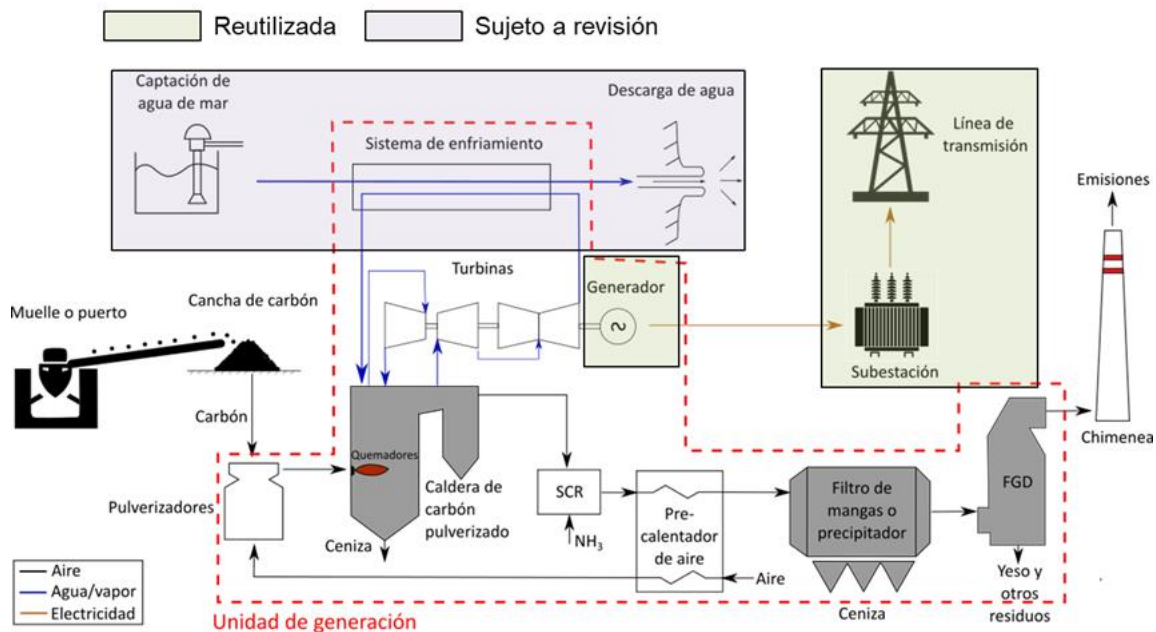 Reutilizada
Sujeto a revisión
Captación de
agua de mar
Descarga de agua
Sistema de enfriamiento
Línea de
transmisión
Emisiones
Turbinas
Generador
Cancha de carbón
Muelle o puerto
Subestación
Carbón
Chimenea
Quemadores
Pulverizadores
Caldera de
carbón
pulverizado
SCR
NH₃
Pre-
calentador
de aire
Filtro de
mangas o
precipitador
FGD
Ceniza
Aire
Ceniza
Yeso y
otros
residuos
Aire
Agua/vapor
Electricidad
Unidad de generación